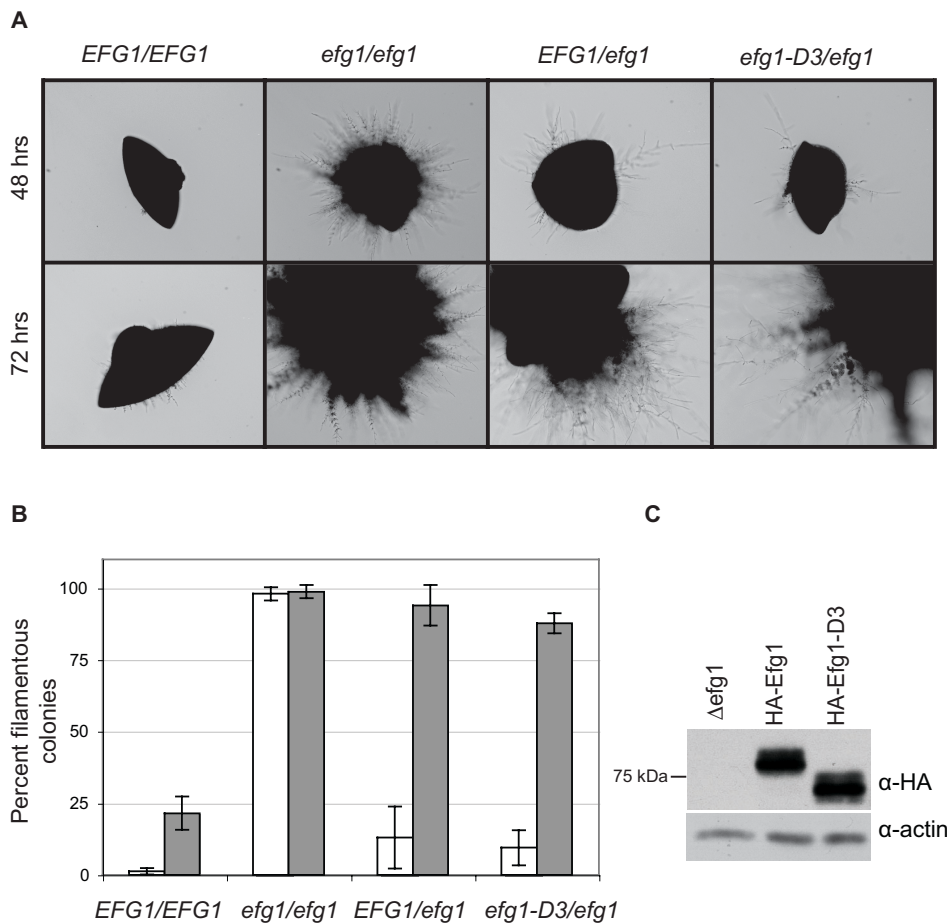 A
EFG1/EFG1 efg1/efg1 EFG1/efg1 efg1-D3/efg1
48 hrs
72 hrs
B
Percent filamentous
colonies
100
75
50
25
0
EFG1/EFG1 efg1/efg1 EFG1/efg1 efg1-D3/efg1
C
Δefg1
HA-Efg1
HA-Efg1-D3
75 kDa
α-HA
α-actin